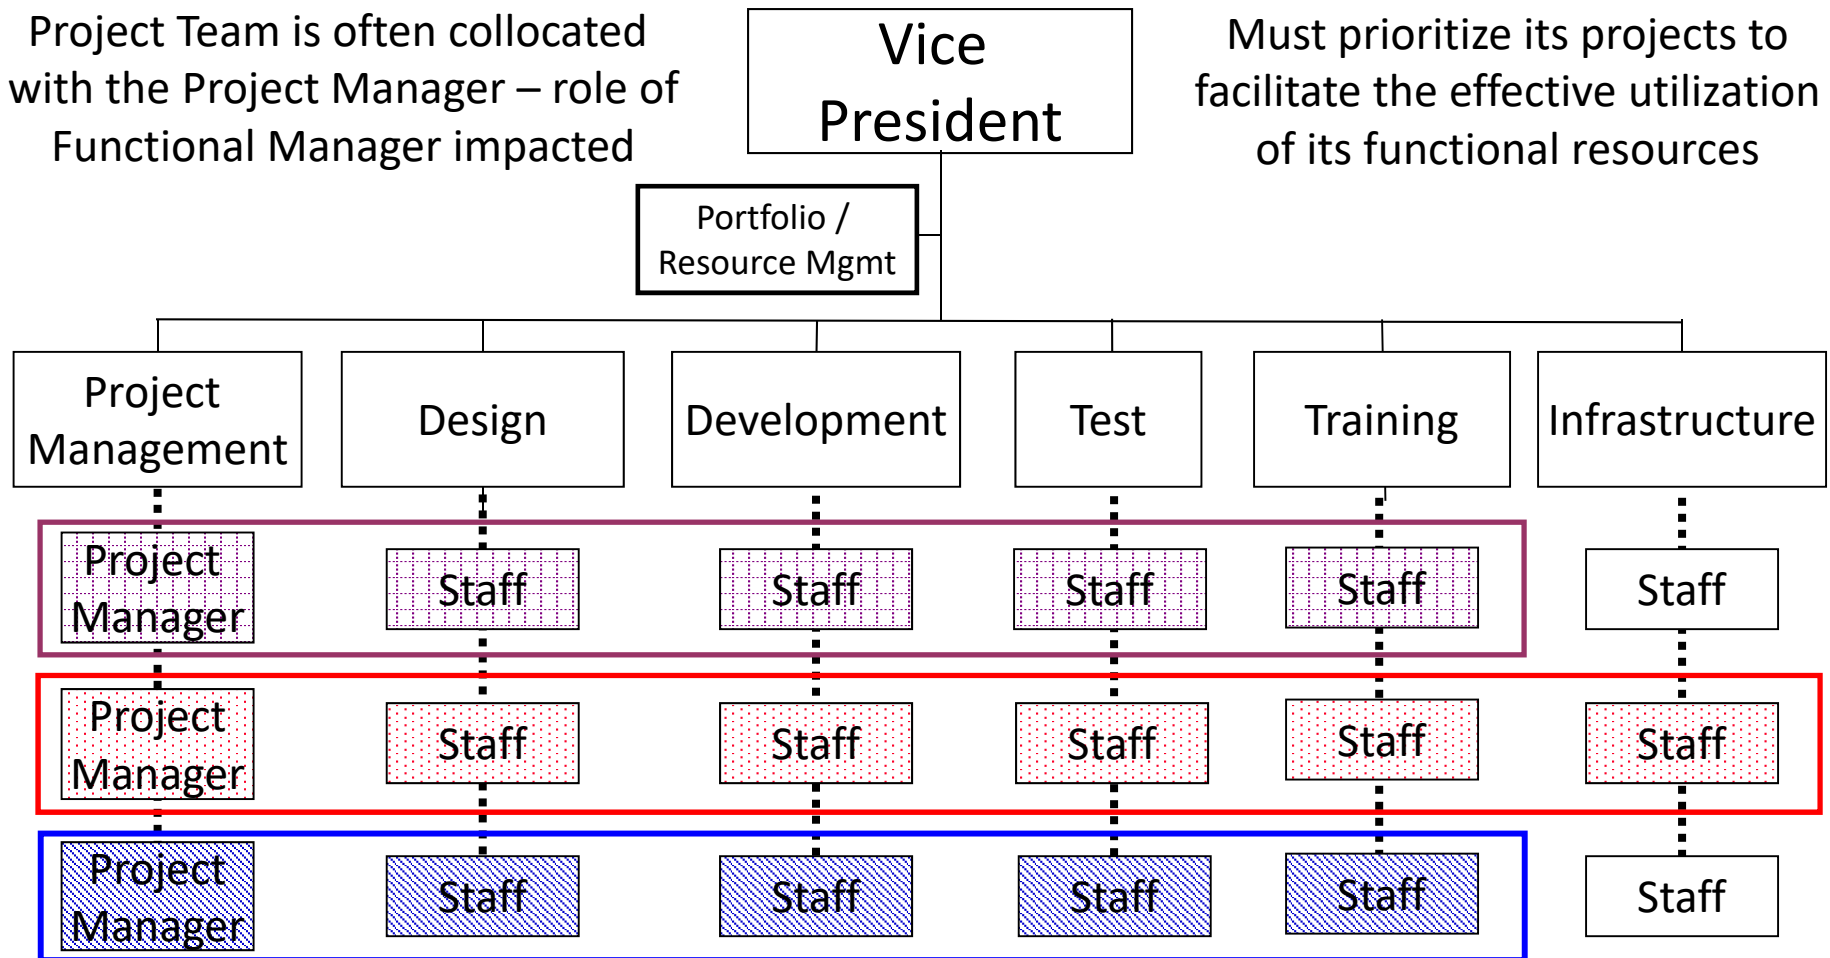 Project Team is often collocated
with the Project Manager – role of
Functional Manager impacted
Vice
President
Must prioritize its projects to
facilitate the effective utilization
of its functional resources
Portfolio /
Resource Mgmt
Project
Management
Design
Development
Test
Training
Infrastructure
Project
Manager
Staff
Staff
Staff
Staff
Staff
Project
Manager
Staff
Staff
Staff
Staff
Staff
Project
Manager
Staff
Staff
Staff
Staff
Staff